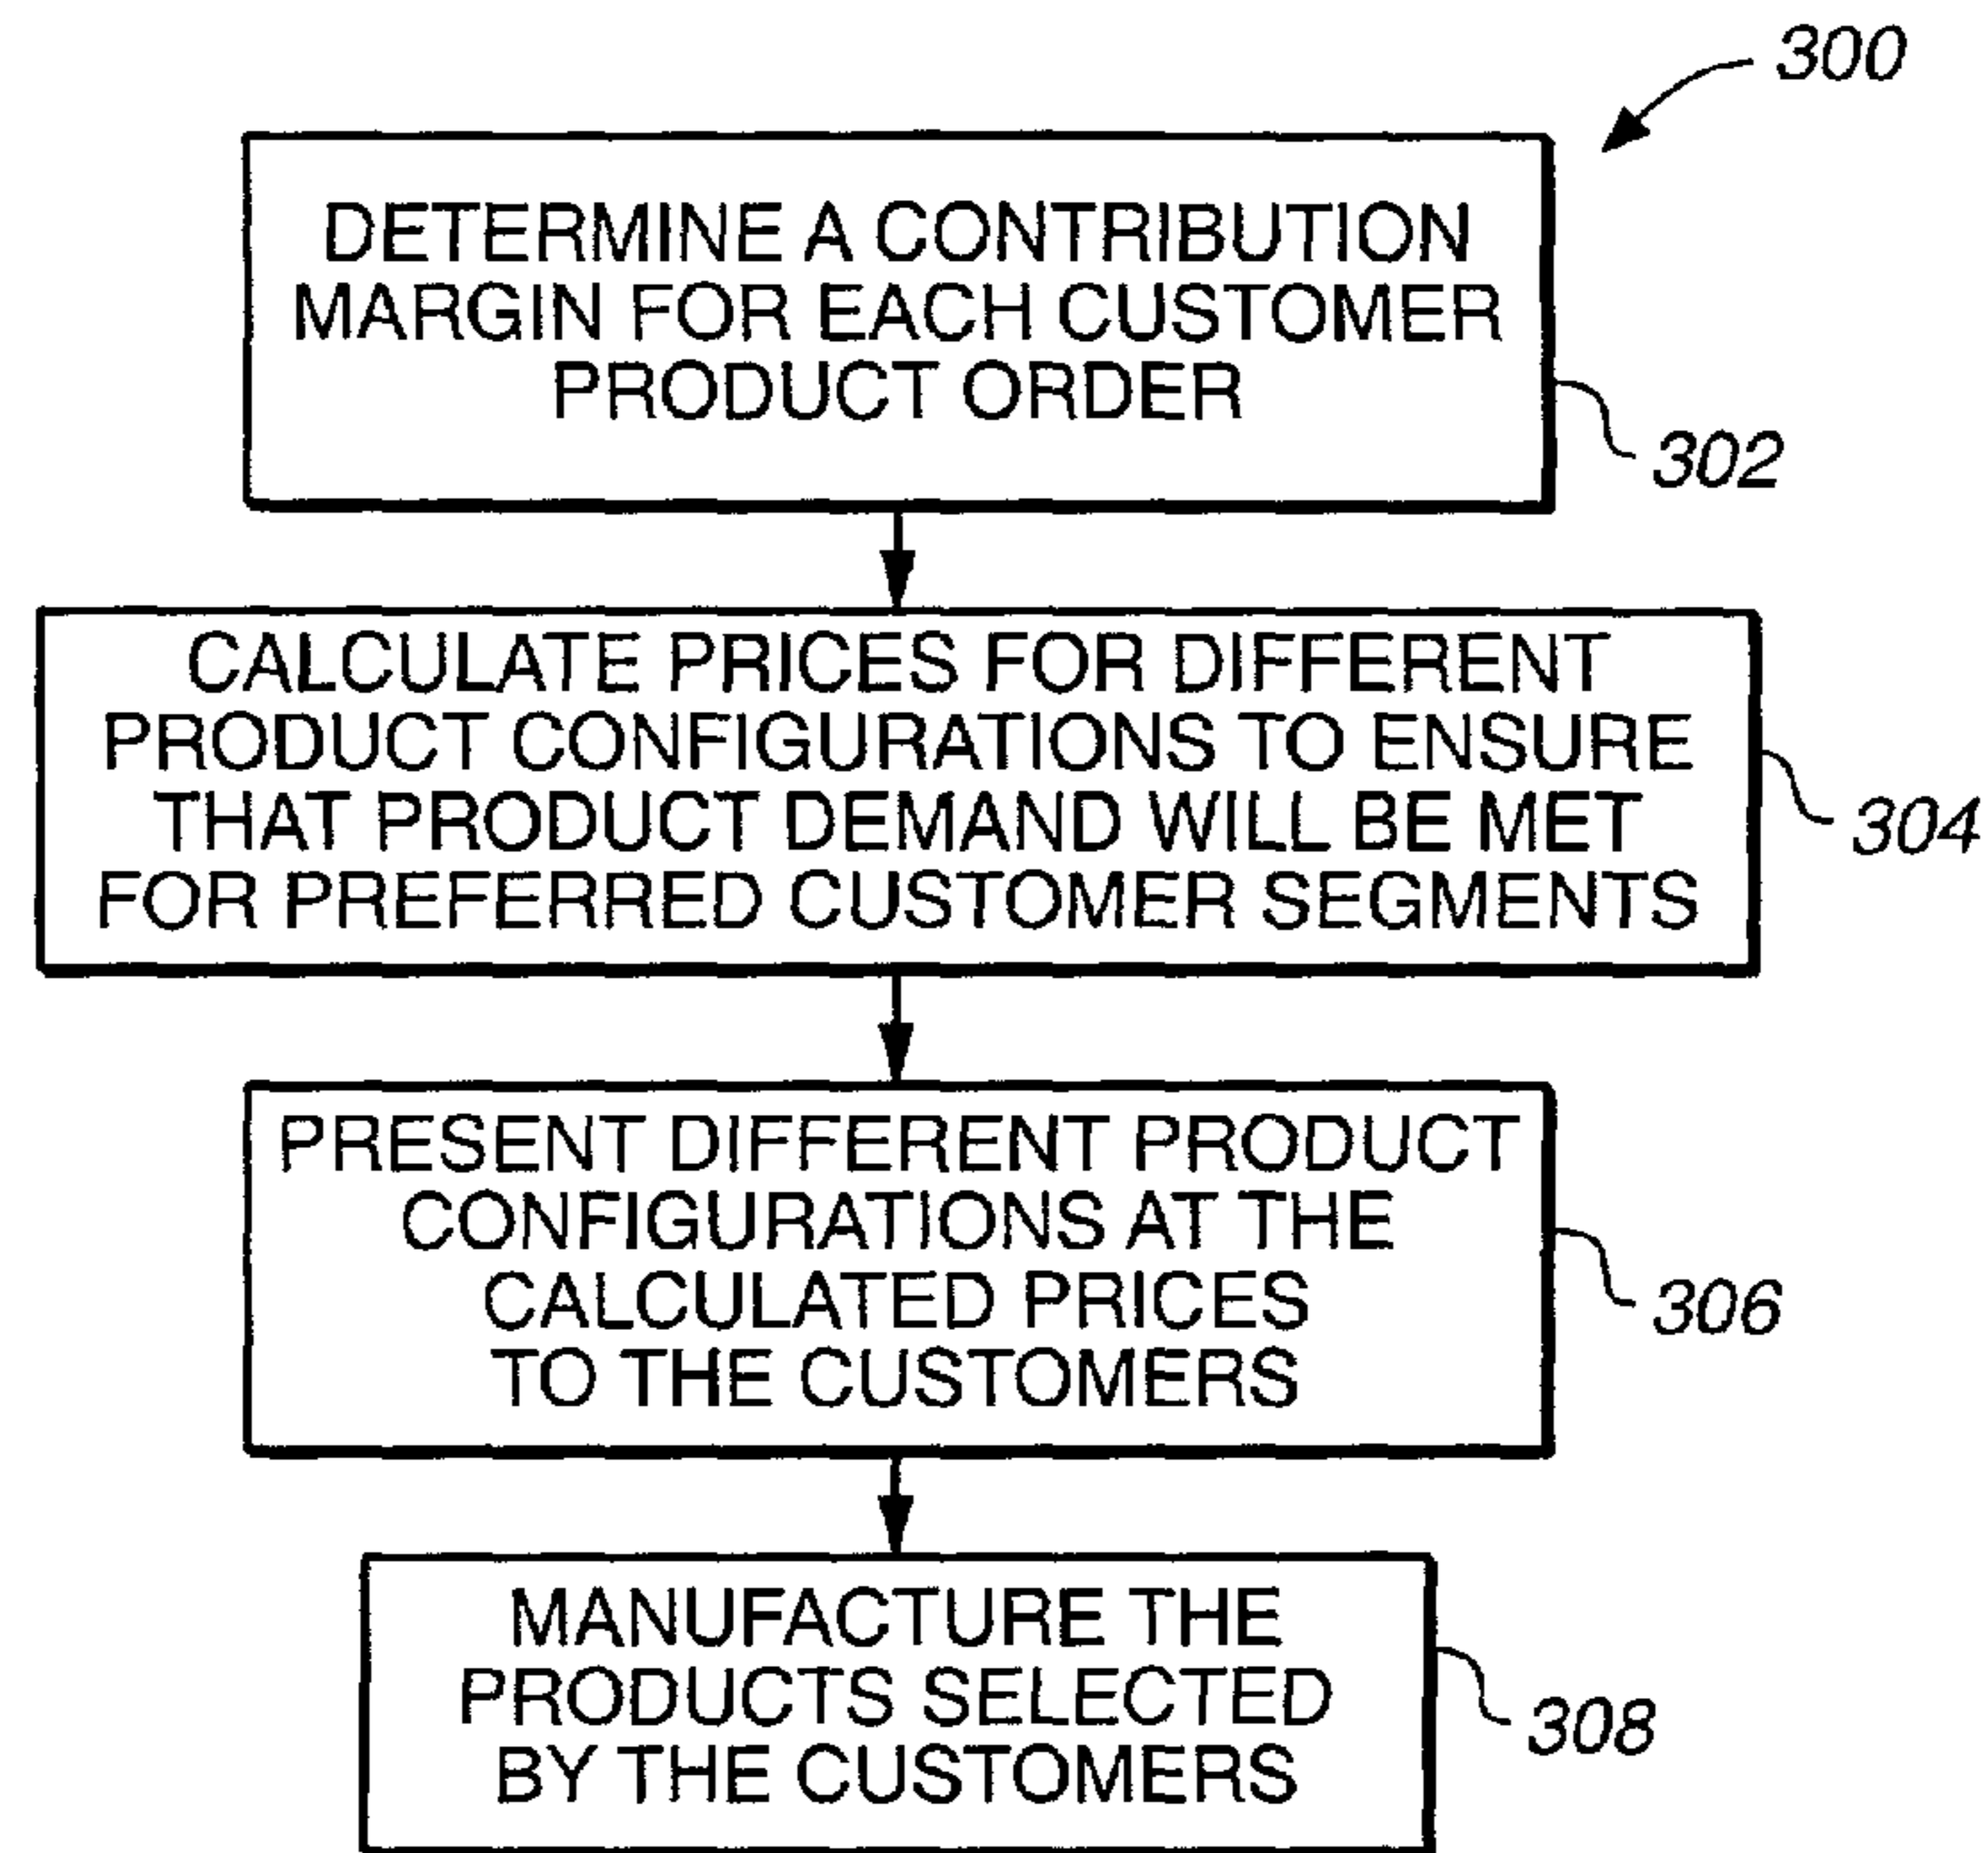 300
DETERMINE A CONTRIBUTION
MARGIN FOR EACH CUSTOMER
PRODUCT ORDER
302
CALCULATE PRICES FOR DIFFERENT
PRODUCT CONFIGURATIONS TO ENSURE
THAT PRODUCT DEMAND WILL BE MET
FOR PREFERRED CUSTOMER SEGMENTS
304
PRESENT DIFFERENT PRODUCT
CONFIGURATIONS AT THE
CALCULATED PRICES
TO THE CUSTOMERS
306
MANUFACTURE THE
PRODUCTS SELECTED
BY THE CUSTOMERS
308